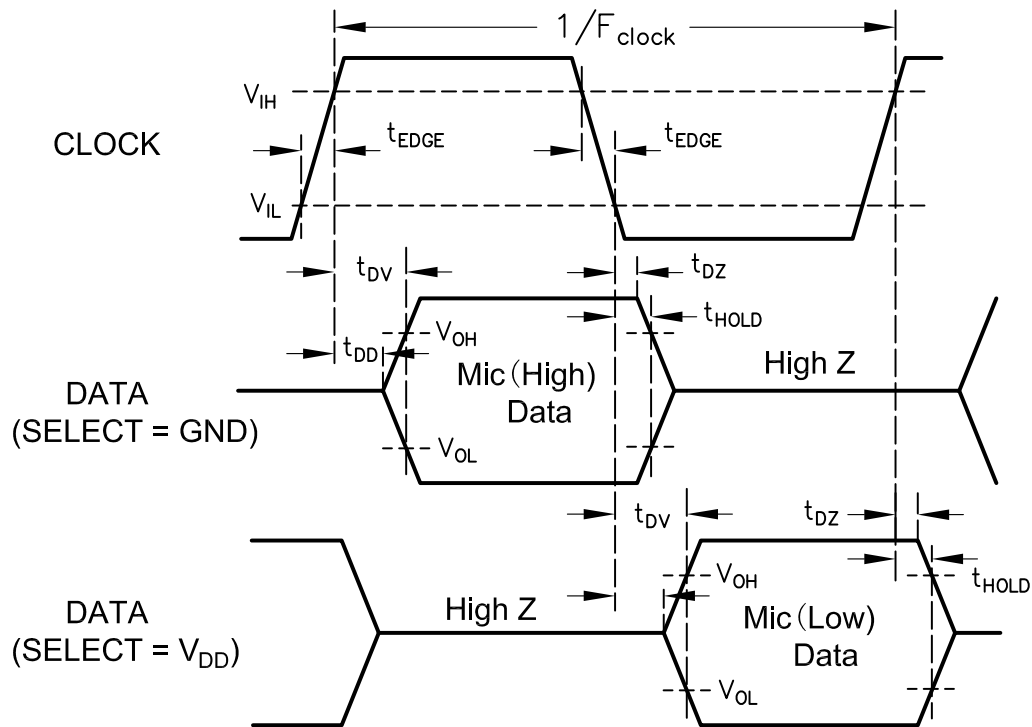 1/F_clock
V_IH
CLOCK
t_EDGE
t_EDGE
V_IL
t_DV
t_DZ
t_HOLD
V_OH
t_DD
Mic (High)
Data
High Z
DATA
(SELECT = GND)
V_OL
t_DV
t_DZ
V_OH
t_HOLD
High Z
Mic (Low)
Data
DATA
(SELECT = V_DD)
V_OL